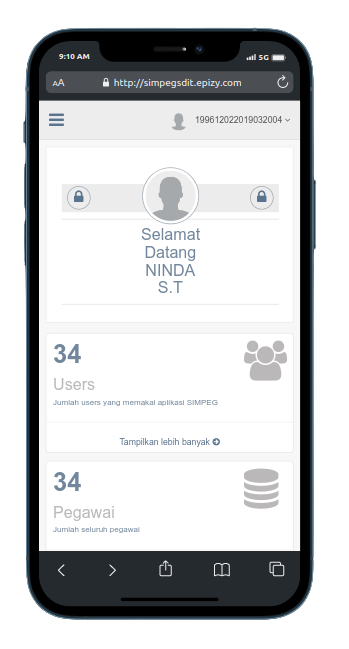 9:10 AM
5G
AA
http://simpegsdit.epizy.com
199612022019032004
Selamat
Datang
NINDA
S.T
34
Users
Jumlah users yang memakai aplikasi SIMPEG
Tampilkan lebih banyak
34
Pegawai
Jumlah seluruh pegawai